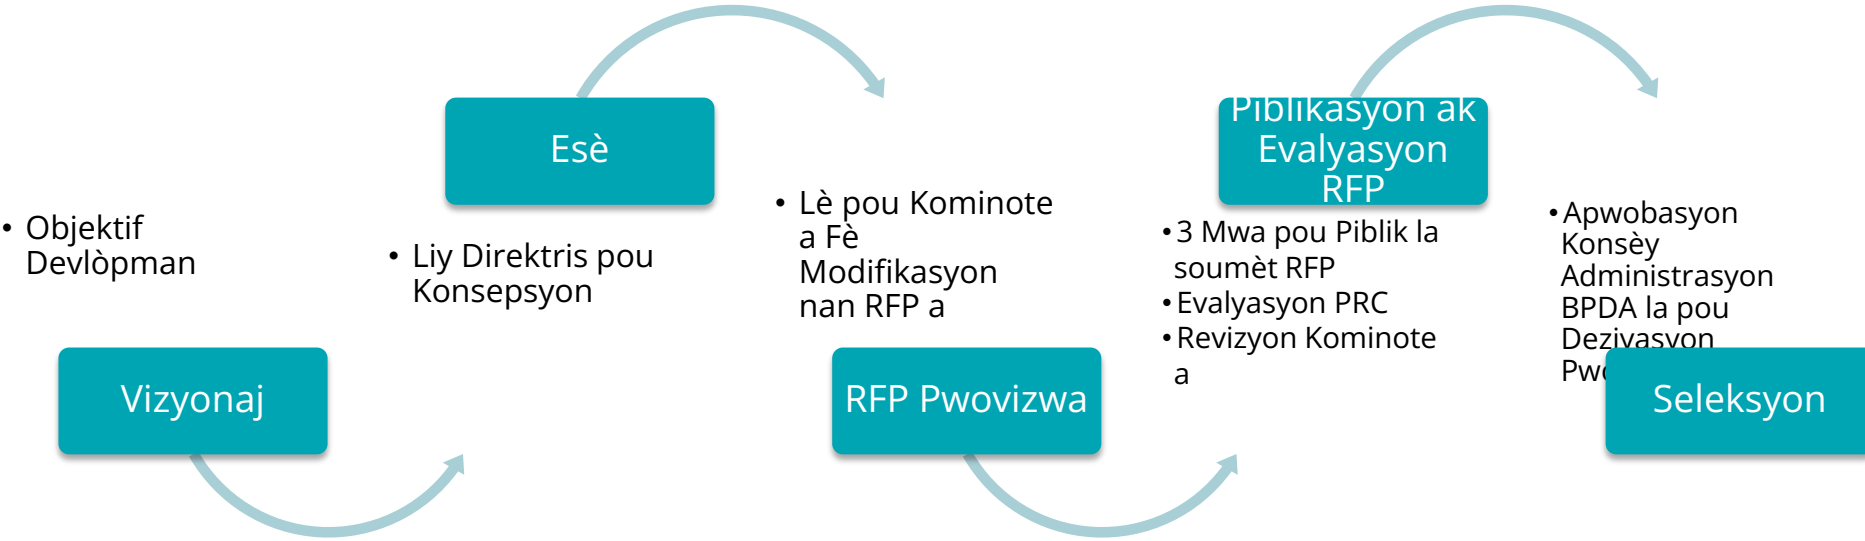 • Objektif
Devlòpman
Vizyonaj
Esè
• Liy Direktris pou
Konsepsyon
• Lè pou Kominote
a Fè
Modifikasyon
nan RFP a
RFP Pwovizwa
Piblikasyon ak
Evalyasyon
RFP
• 3 Mwa pou Piblik la
soumèt RFP
• Evalyasyon PRC
• Revizyon Kominote
a
• Apwobasyon
Konsèy
Administrasyon
BPDA la pou
Dezivasyon
Seleksyon